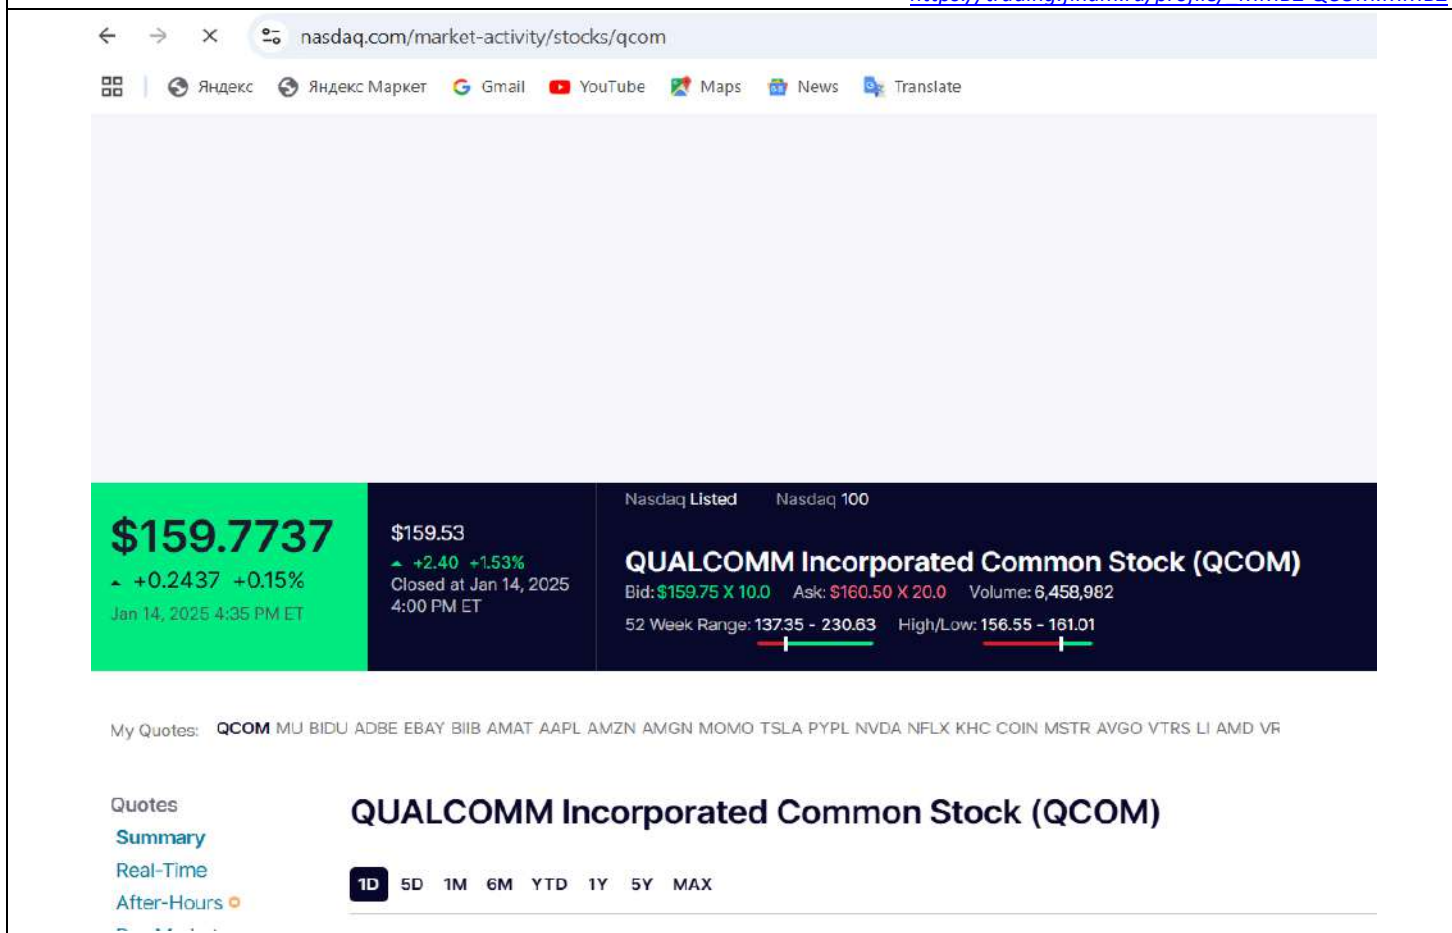 nasdaq.com/market-activity/stocks/qcom
Яндекс Яндекс Маркет Gmail YouTube Maps News Translate
Nasdaq Listed Nasdaq 100
$159.7737
+0.2437 +0.15%
Jan 14, 2025 4:35 PM ET
$159.53
+2.40 +1.53%
Closed at Jan 14, 2025
4:00 PM ET
QUALCOMM Incorporated Common Stock (QCOM)
Bid: $159.75 X 10.0 Ask: $160.50 X 20.0 Volume: 6,458,982
52 Week Range: 137.35 - 230.63 High/Low: 156.55 - 161.01
My Quotes: QCOM MU BIDU ADBE EBAY BIIB AMAT AAPL AMZN AMGN MOMO TSLA PYPL NVDA NFLX KHC COIN MSTR AVGO VTRS LI AMD VR
Quotes
Summary
Real-Time
After-Hours
QUALCOMM Incorporated Common Stock (QCOM)
1D 5D 1M 6M YTD 1Y 5Y MAX